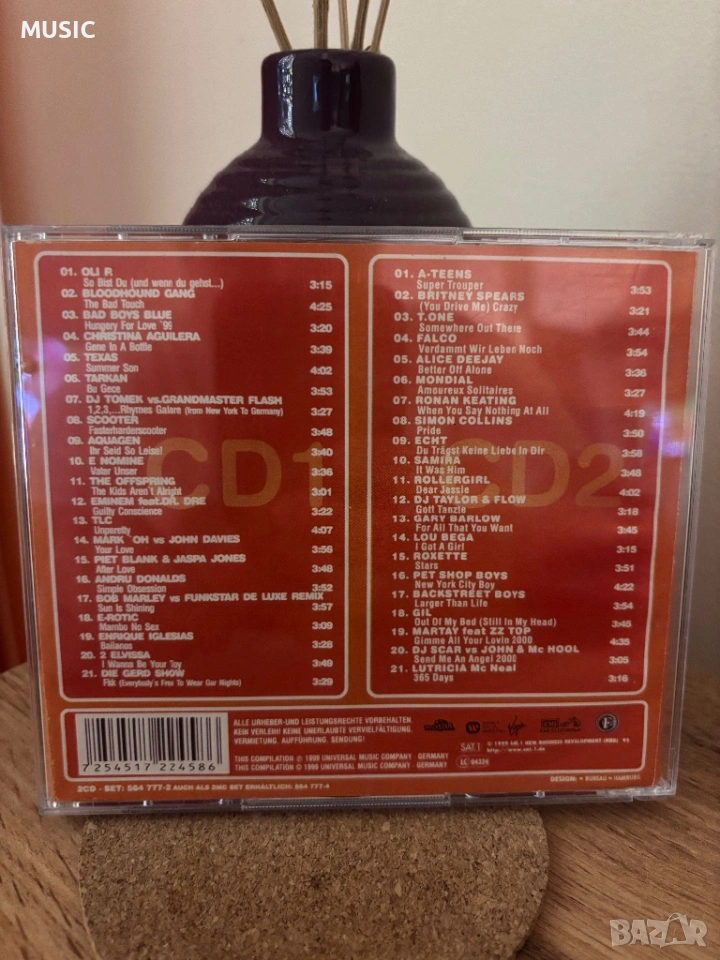 MUSIC
CD1
01. OLI P.
So Bist Du (und wenn du gehst...) 3:15
02. BLOODHOUND GANG
The Bad Touch 4:25
03. BAD BOYS BLUE
Hungry For Love '99 3:20
04. CHRISTINA AGUILERA
Gene In A Bottle 3:39
05. TEXAS
Summer Son 4:02
06. TARKAN
Bu Gece 3:53
07. DJ TOMEK vs. GRANDMASTER FLASH
1,2,3,...Rhymes Galore (from New York To Germany) 3:27
08. SCOOTER
Fasterharderscooter 3:48
09. AQUAGEN
Ihr Seid So Leise! 3:40
10. E NOMINE
Vater Unser 3:36
11. THE OFFSPRING
The Kids Aren't Alright 3:01
12. EMINEM feat. DR. DRE
Guilty Conscience 3:22
13. TLC
Unpretty 4:07
14. MARK 'OH vs JOHN DAVIES
Your Love 3:56
15. PIET BLANK & JASPA JONES
After Love 3:48
16. ANDRU DONALDS
Simple Obsession 3:52
17. BOB MARLEY vs FUNKSTAR DE LUXE REMIX
Sun Is Shining 3:57
18. E-ROTIC
Mambo No Sex 3:09
19. ENRIQUE IGLESIAS
Bailamos 3:28
20. 2 ELVISSA
I Wanna Be Your Toy 3:49
21. DIE GERD SHOW
Fkk (Everybody's Free To Wear Gar Nights) 3:29
CD2
01. A-TEENS
Super Trouper 3:53
02. BRITNEY SPEARS
(You Drive Me) Crazy 3:21
03. T.ONE
Somewhere Out There 3:44
04. FALCO
Verdammt Wir Leben Noch 3:54
05. ALICE DEEJAY
Better Off Alone 3:36
06. MONDIAL
Amoureux Solitaires 3:27
07. RONAN KEATING
When You Say Nothing At All 4:19
08. SIMON COLLINS
Pride 3:50
09. ECHT
Du Trägst Keine Liebe In Dir 3:58
10. SAMIRA
It Was Him 3:48
11. ROLLERGIRL
Dear Jessie 4:02
12. DJ TAYLOR & FLOW
Gott Tanzte 3:18
13. GARY BARLOW
For All That You Want 3:45
14. LOU BEGA
I Got A Girl 3:15
15. ROXETTE
Stars 3:51
16. PET SHOP BOYS
New York City Boy 4:22
17. BACKSTREET BOYS
Larger Than Life 3:54
18. GIL
Out Of My Bed (Still In My Head) 3:45
19. MARTAY feat ZZ TOP
Gimme All Your Lovin 2000 4:35
20. DJ SCAR vs JOHN & Mc HOOL
Send Me An Angel 2000 3:05
21. LUTRICIA Mc Neal
365 Days 3:16
7 254517 224586
ALLE URHEBER-UND LEISTUNGSRECHTE VORBEHALTEN.
KEIN VERLEIH! KEINE UNERLAUBTE VERVIELFÄLTIGUNG.
VERMIETUNG. AUFFÜHRUNG. SENDUNG!
THIS COMPILATION ℗ 1999 UNIVERSAL MUSIC COMPANY GERMANY
THIS COMPILATION © 1999 UNIVERSAL MUSIC COMPANY GERMANY
Virgin
SAT.1
LC 06326
2CD - SET: 564 777-2 AUCH ALS 2MC SET ERHÄLTLICH: 564 777-4
DESIGN: • BUREAU • HAMBURG
BAZAR